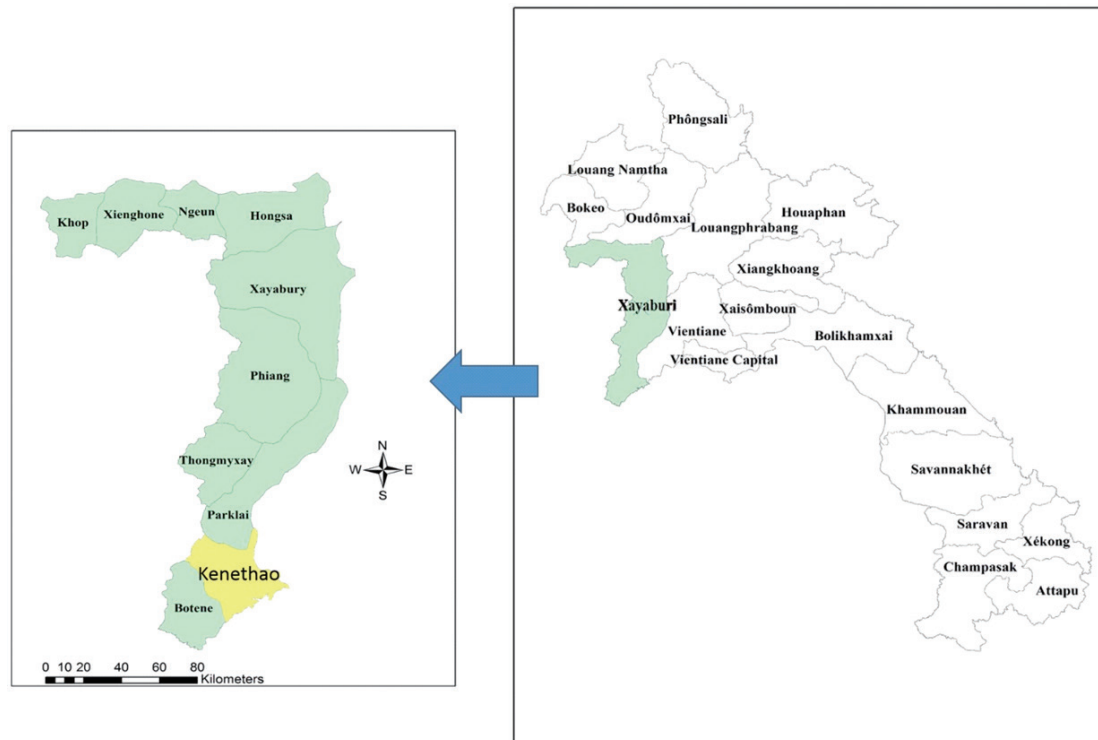 Khop
Xienghone
Ngeun
Hongsa
Xayabury
Phiang
Thongmyxay
Parklai
Kenethao
Botene
N
W E
S
0 10 20 40 60 80
Kilometers
Phôngsali
Louang Namtha
Bokeo
Oudômxai
Louangphrabang
Houaphan
Xiangkhoang
Xayaburi
Xaisômboun
Vientiane
Bolikhamxai
Vientiane Capital
Khammouan
Savannakhét
Saravan
Xékong
Champasak
Attapu